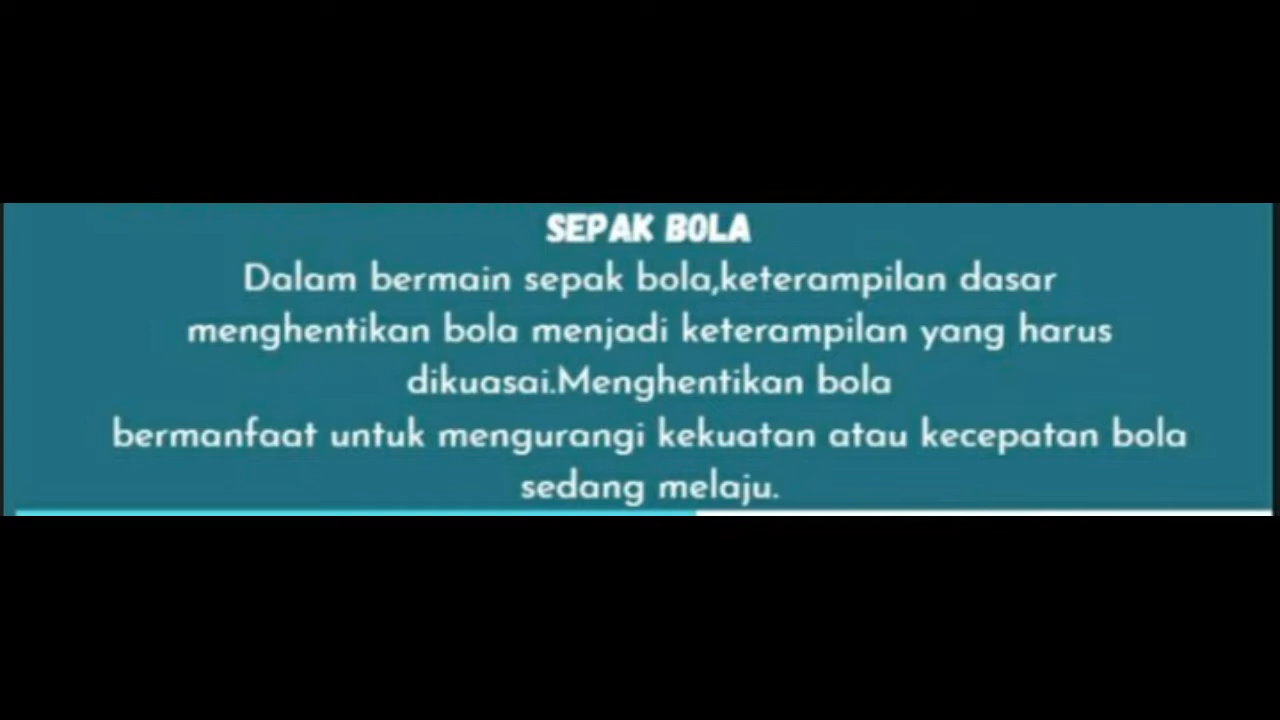 SEPAK BOLA
Dalam bermain sepak bola,keterampilan dasar
menghentikan bola menjadi keterampilan yang harus
dikuasai.Menghentikan bola
bermanfaat untuk mengurangi kekuatan atau kecepatan bola
sedang melaju.